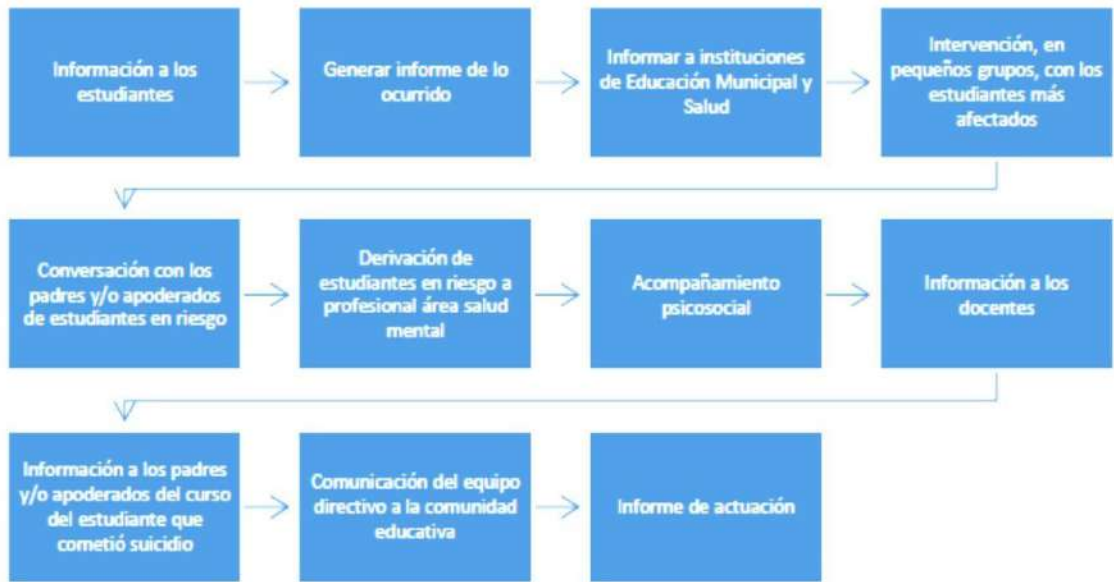 Información a los
estudiantes
Generar informe de lo
ocurrido
Informar a instituciones
de Educación Municipal y
Salud
Intervención, en
pequeños grupos, con los
estudiantes más
afectados
Conversación con los
padres y/o apoderados
de estudiantes en riesgo
Derivación de
estudiantes en riesgo a
profesional área salud
mental
Acompañamiento
psicosocial
Información a los
docentes
Información a los padres
y/o apoderados del curso
del estudiante que
cometió suicidio
Comunicación del equipo
directivo a la comunidad
educativa
Informe de actuación